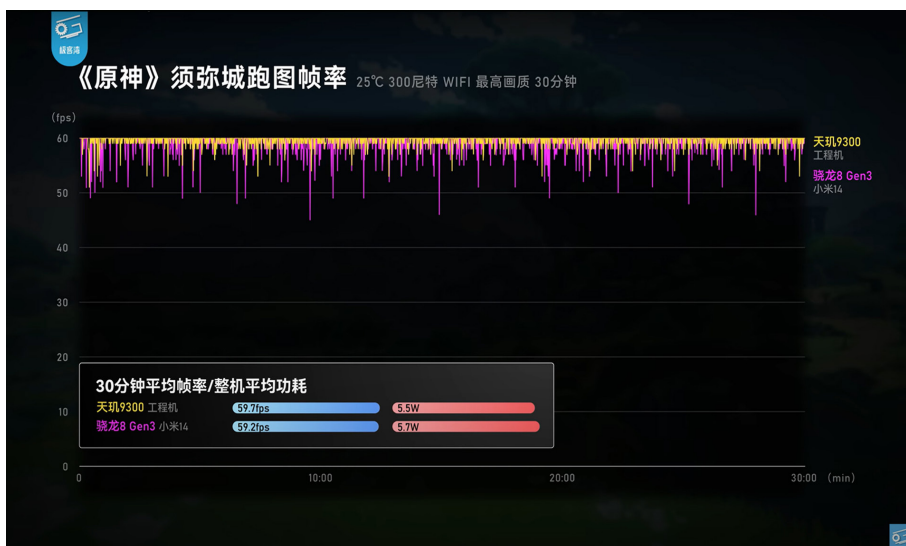 极客湾
《原神》须弥城跑图帧率 25℃ 300尼特 WIFI 最高画质 30分钟
(fps)
60
天玑9300
工程机
骁龙8 Gen3
小米14
50
40
30
20
30分钟平均帧率/整机平均功耗
天玑9300 工程机 59.7fps 5.5W
10
骁龙8 Gen3 小米14 59.2fps 5.7W
0
0 10:00 20:00 30:00 (min)